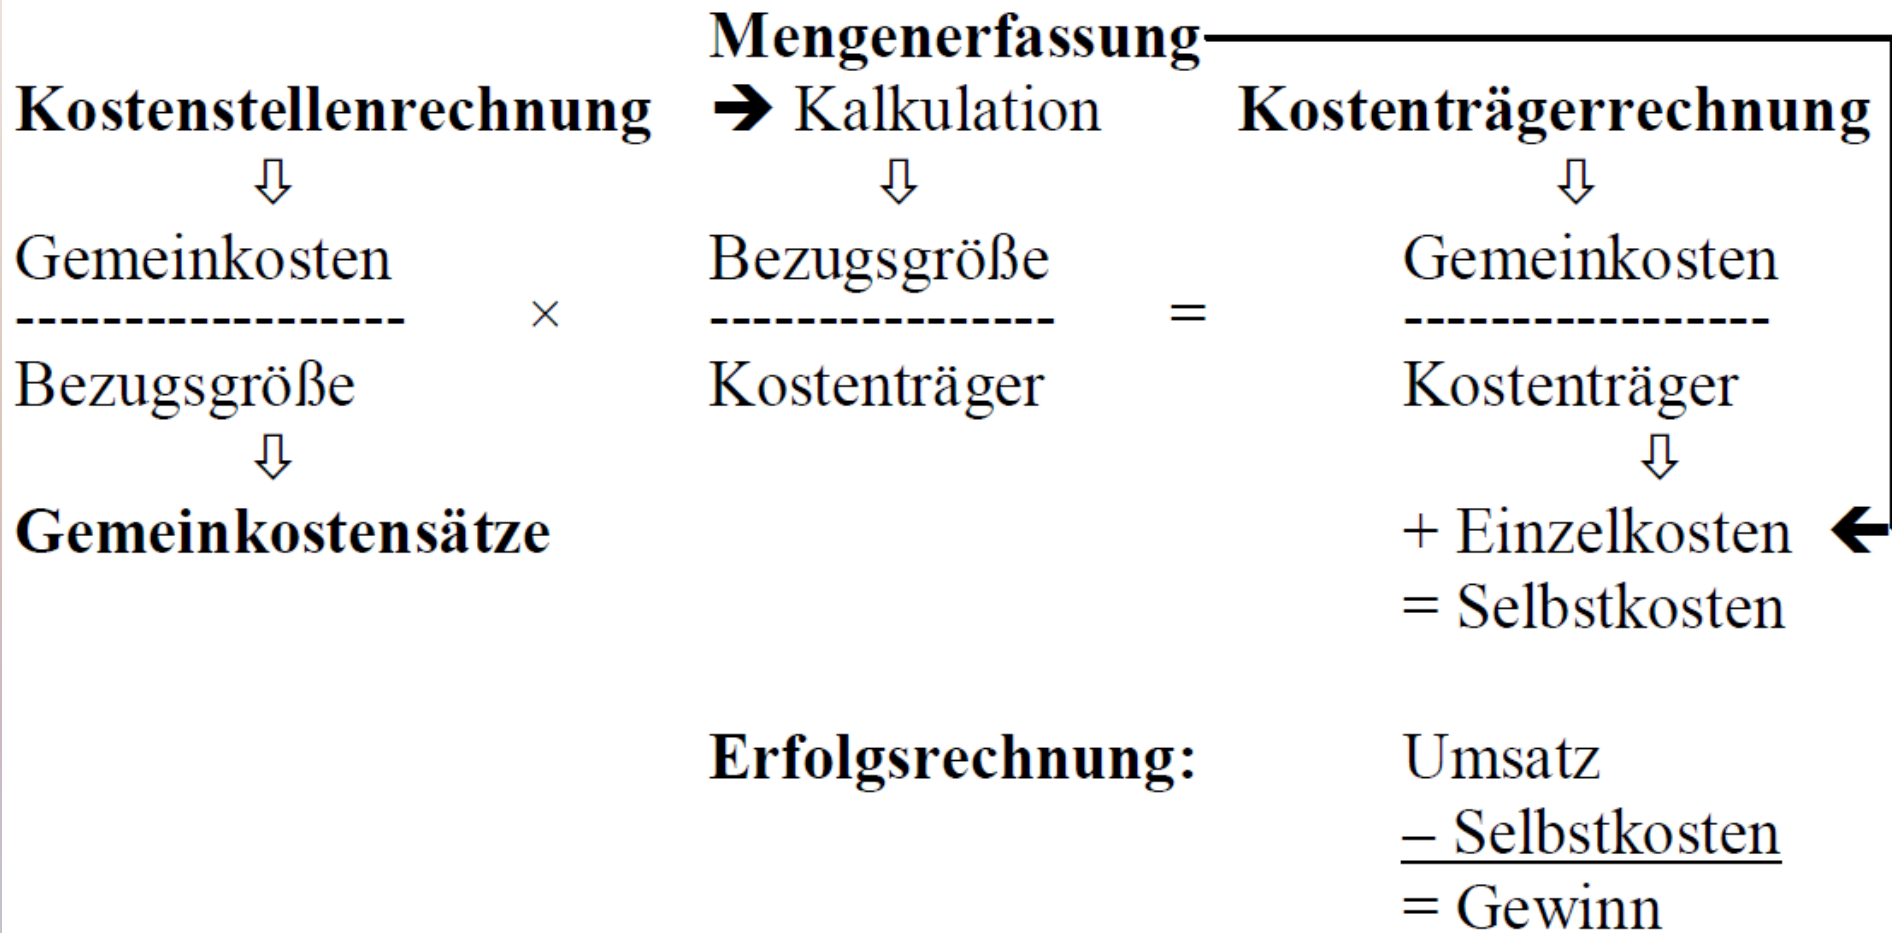 Mengenerfassung
Kostenstellenrechnung ➔ Kalkulation Kostenträgerrechnung
⇩ ⇩ ⇩
Gemeinkosten Bezugsgröße Gemeinkosten
------------------ × ---------------- = -----------------
Bezugsgröße Kostenträger Kostenträger
⇩ ⇩
Gemeinkostensätze + Einzelkosten 🡰
= Selbstkosten
Erfolgsrechnung: Umsatz
– Selbstkosten
= Gewinn